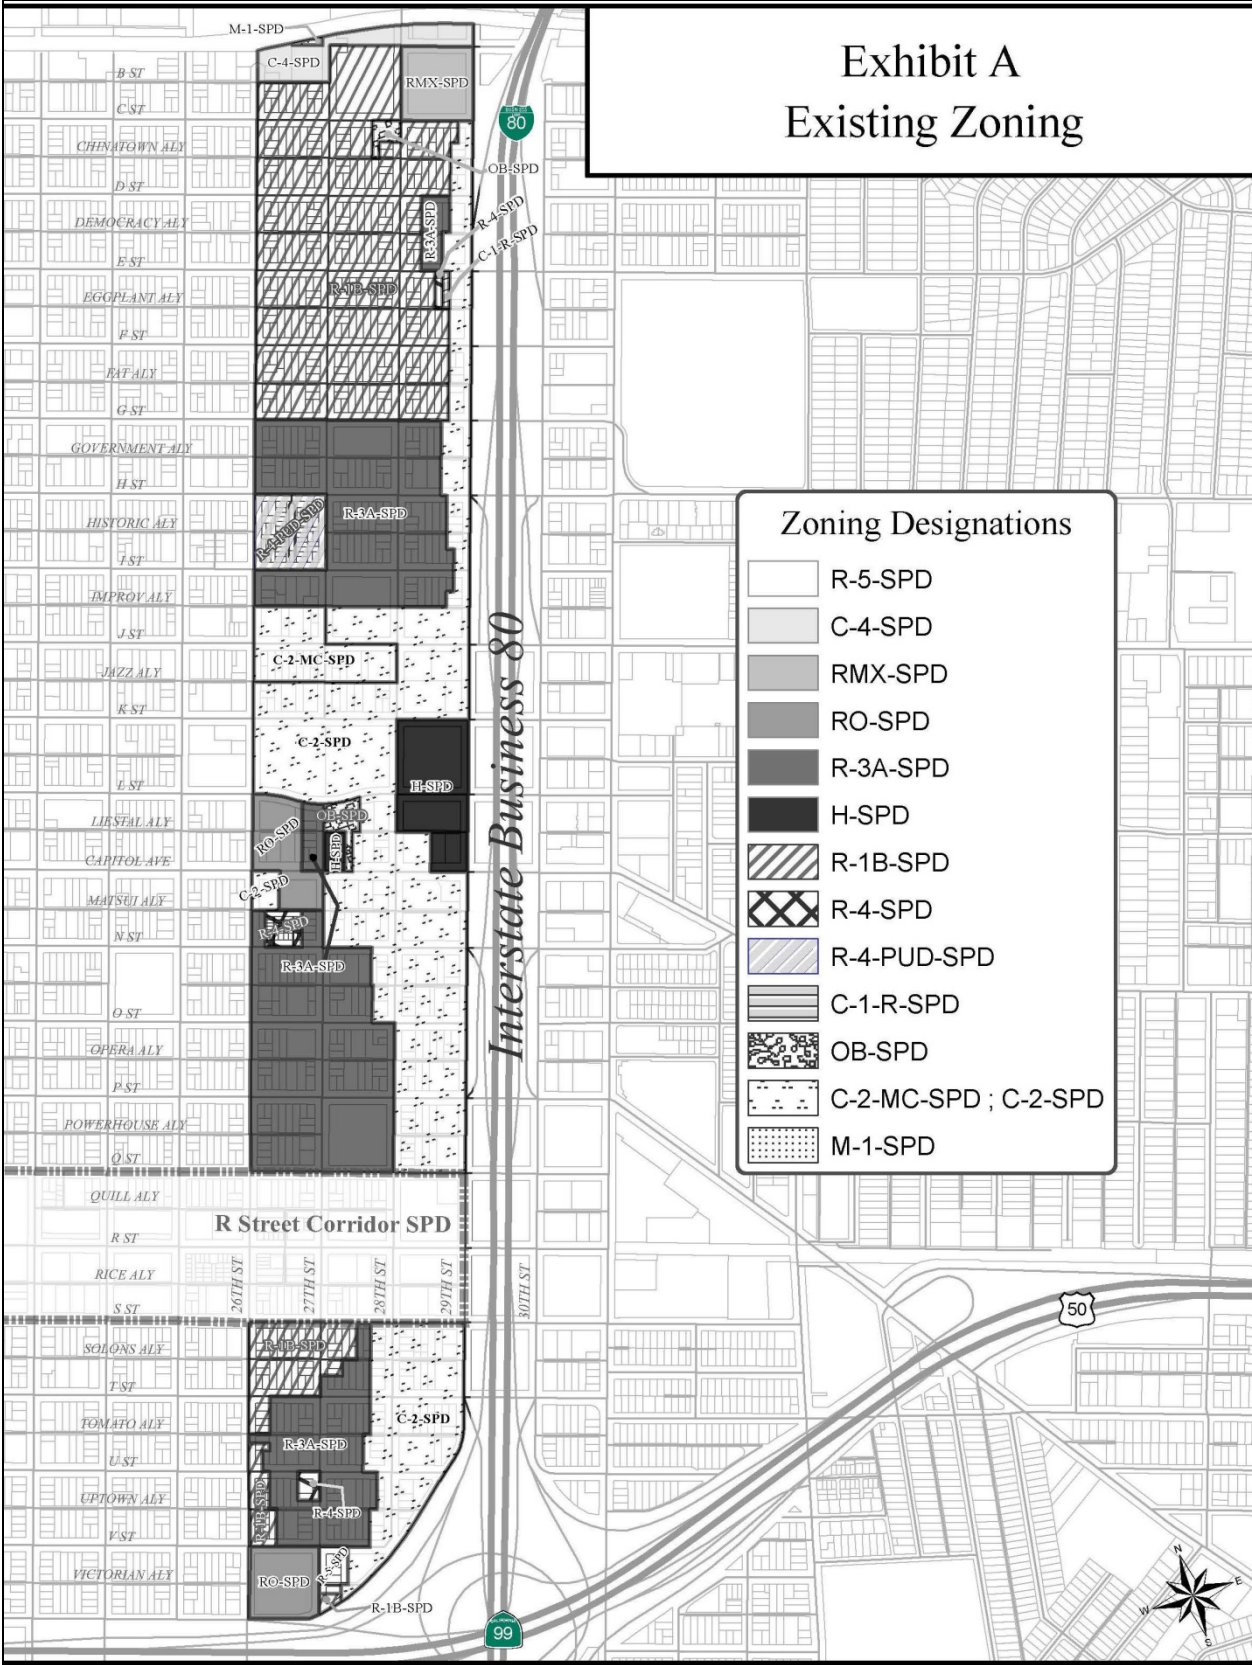 Exhibit A
Existing Zoning
M-1-SPD
C-4-SPD
RMX-SPD
B ST
C ST
BUSINESS
80
CHINATOWN ALY
OB-SPD
D ST
DEMOCRACY ALY
R-3A-SPD
R-4-SPD
C-1-R-SPD
E ST
R-1B-SPD
EGGPLANT ALY
F ST
FAT ALY
G ST
GOVERNMENT ALY
H ST
HISTORIC ALY
R-4-PUD-SPD
R-3A-SPD
I ST
IMPROV ALY
J ST
C-2-MC-SPD
JAZZ ALY
K ST
C-2-SPD
L ST
H-SPD
Interstate Business 80
LIESTAL ALY
OB-SPD
RO-SPD
H-SPD
CAPITOL AVE
C-2-SPD
MATSUI ALY
R-4-SPD
N ST
R-3A-SPD
O ST
OPERA ALY
P ST
POWERHOUSE ALY
Q ST
QUILL ALY
R Street Corridor SPD
R ST
RICE ALY
26TH ST
27TH ST
28TH ST
29TH ST
30TH ST
S ST
50
R-1B-SPD
SOLONS ALY
T ST
C-2-SPD
TOMATO ALY
R-3A-SPD
U ST
UPTOWN ALY
R-1B-SPD
R-4-SPD
V ST
R-5-SPD
VICTORIAN ALY
RO-SPD
R-1B-SPD
99
Zoning Designations
R-5-SPD
C-4-SPD
RMX-SPD
RO-SPD
R-3A-SPD
H-SPD
R-1B-SPD
R-4-SPD
R-4-PUD-SPD
C-1-R-SPD
OB-SPD
C-2-MC-SPD ; C-2-SPD
M-1-SPD
N
E
W
S